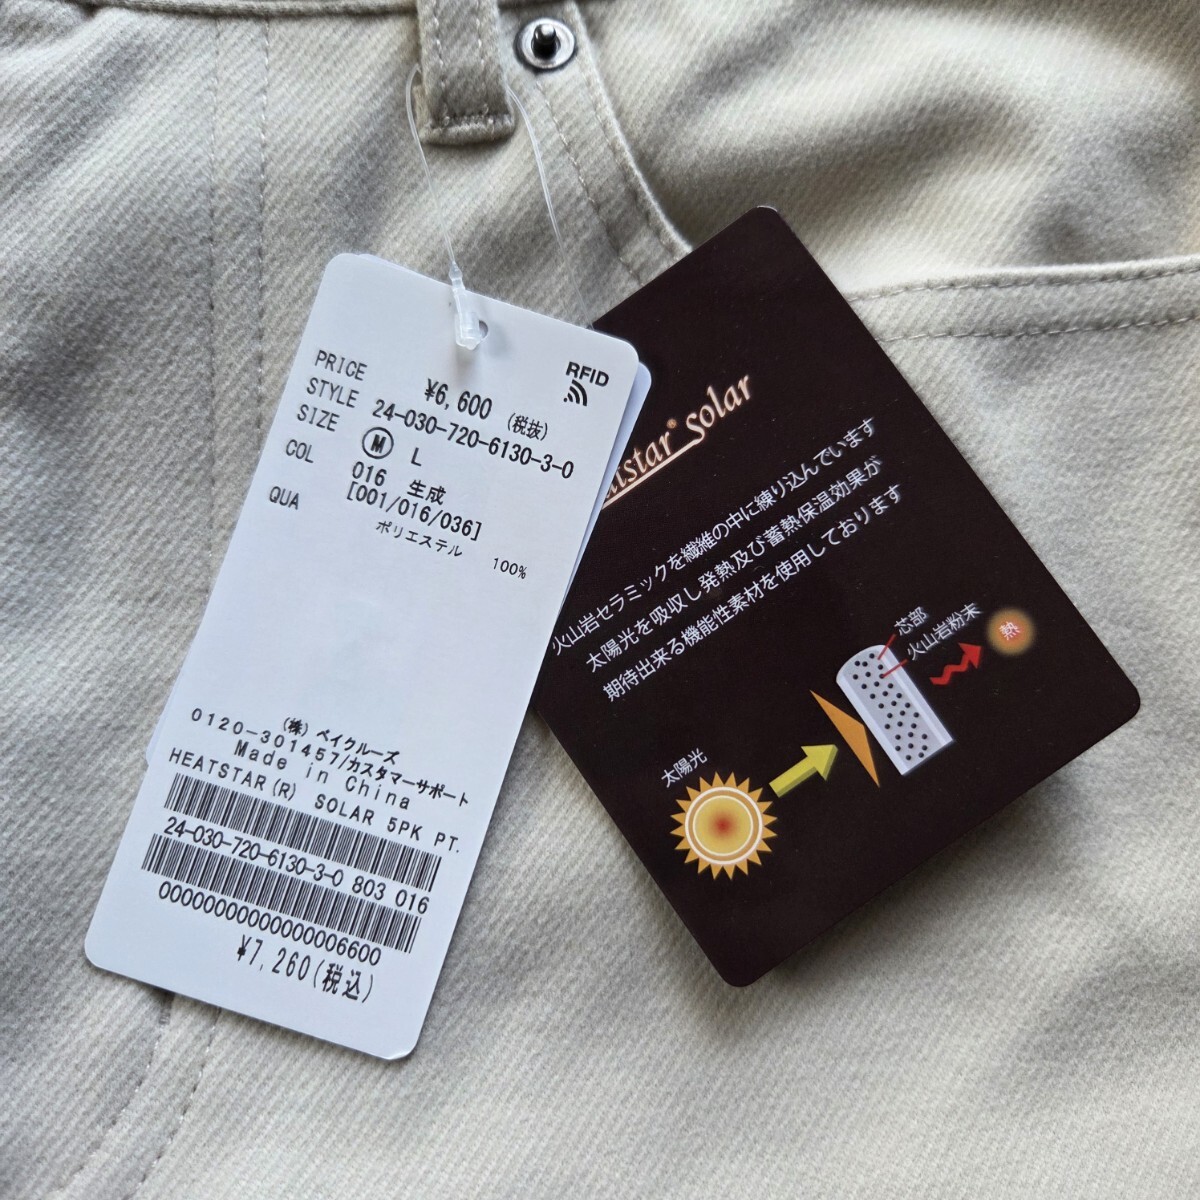 RFID
PRICE ¥6,600 (税抜)
STYLE 24-030-720-6130-3-0
SIZE M L
COL 016 生成
[001/016/036]
QUA ポリエステル 100%
(株) ベイクルーズ
0120-301457/カスタマーサポート
Made in China
HEATSTAR(R) SOLAR 5PK PT.
24-030-720-6130-3-0 803 016
00000000000000006600
¥7,260(税込)
tstar® solar
火山岩セラミックを繊維の中に練り込んでいます
太陽光を吸収し発熱及び蓄熱保温効果が
期待出来る機能性素材を使用しております
芯部
火山岩粉末
熱
太陽光